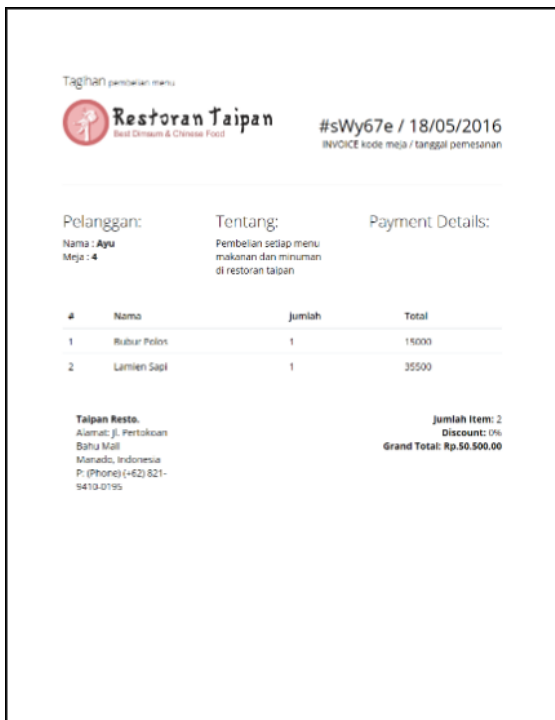 Tagihan pembelian menu
Restoran Taipan
Best Dimsum & Chinese Food
#sWy67e / 18/05/2016
INVOICE kode meja / tanggal pemesanan
Pelanggan:
Nama : Ayu
Meja : 4
Tentang:
Pembelian setiap menu
makanan dan minuman
di restoran taipan
Payment Details:
# Nama Jumlah Total
1 Bubur Polos 1 15000
2 Lamien Sapi 1 35500
Taipan Resto.
Alamat: Jl. Pertokoan
Bahu Mall
Manado, Indonesia
P: (Phone) (+62) 821-
9410-0195
Jumlah Item: 2
Discount: 0%
Grand Total: Rp.50.500.00